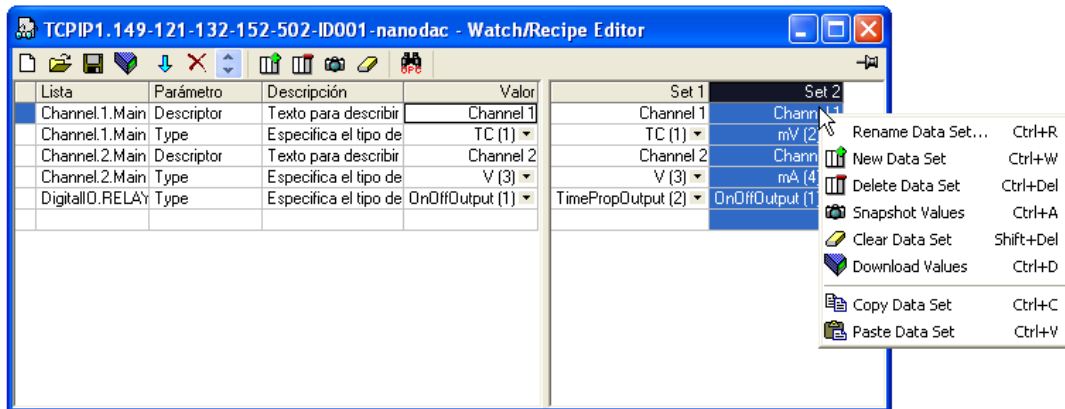 TCPIP1.149-121-132-152-502-ID001-nanodac - Watch/Recipe Editor
OPC
Lista Parámetro Descripción Valor Set 1 Set 2
Channel.1.Main Descriptor Texto para describir Channel 1 Channel 1 Channel 1
Channel.1.Main Type Especifica el tipo de TC (1) TC (1) mV (2)
Channel.2.Main Descriptor Texto para describir Channel 2 Channel 2 Chann
Channel.2.Main Type Especifica el tipo de V (3) V (3) mA (4)
DigitalIO.RELAY Type Especifica el tipo de OnOffOutput (1) TimePropOutput (2) OnOffOutput (1)
Rename Data Set... Ctrl+R
New Data Set Ctrl+W
Delete Data Set Ctrl+Del
Snapshot Values Ctrl+A
Clear Data Set Shift+Del
Download Values Ctrl+D
Copy Data Set Ctrl+C
Paste Data Set Ctrl+V